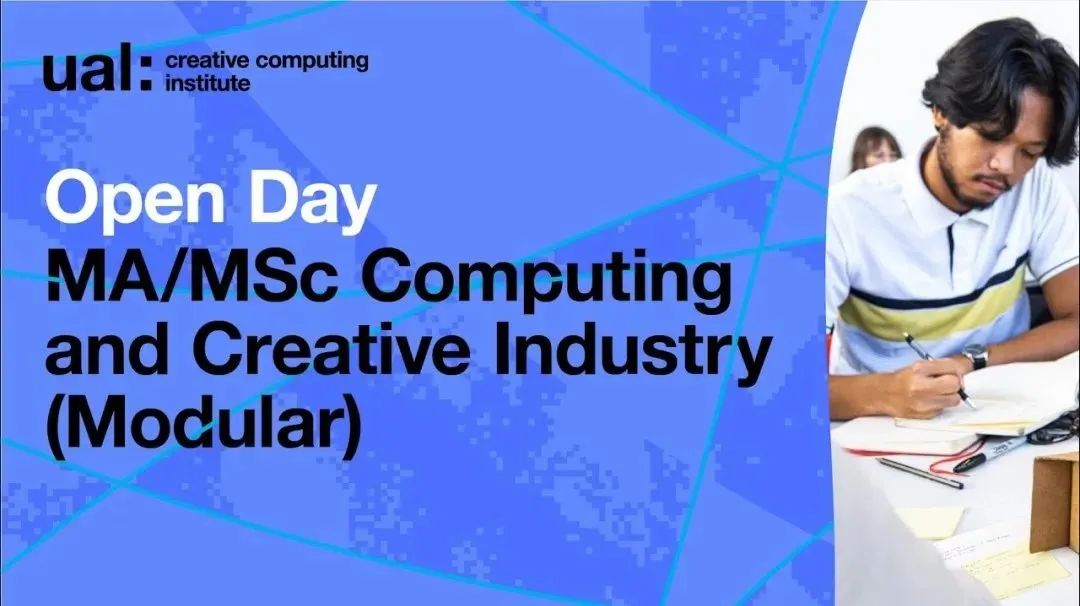 ual: creative computing
institute
Open Day
MA/MSc Computing
and Creative Industry
(Modular)